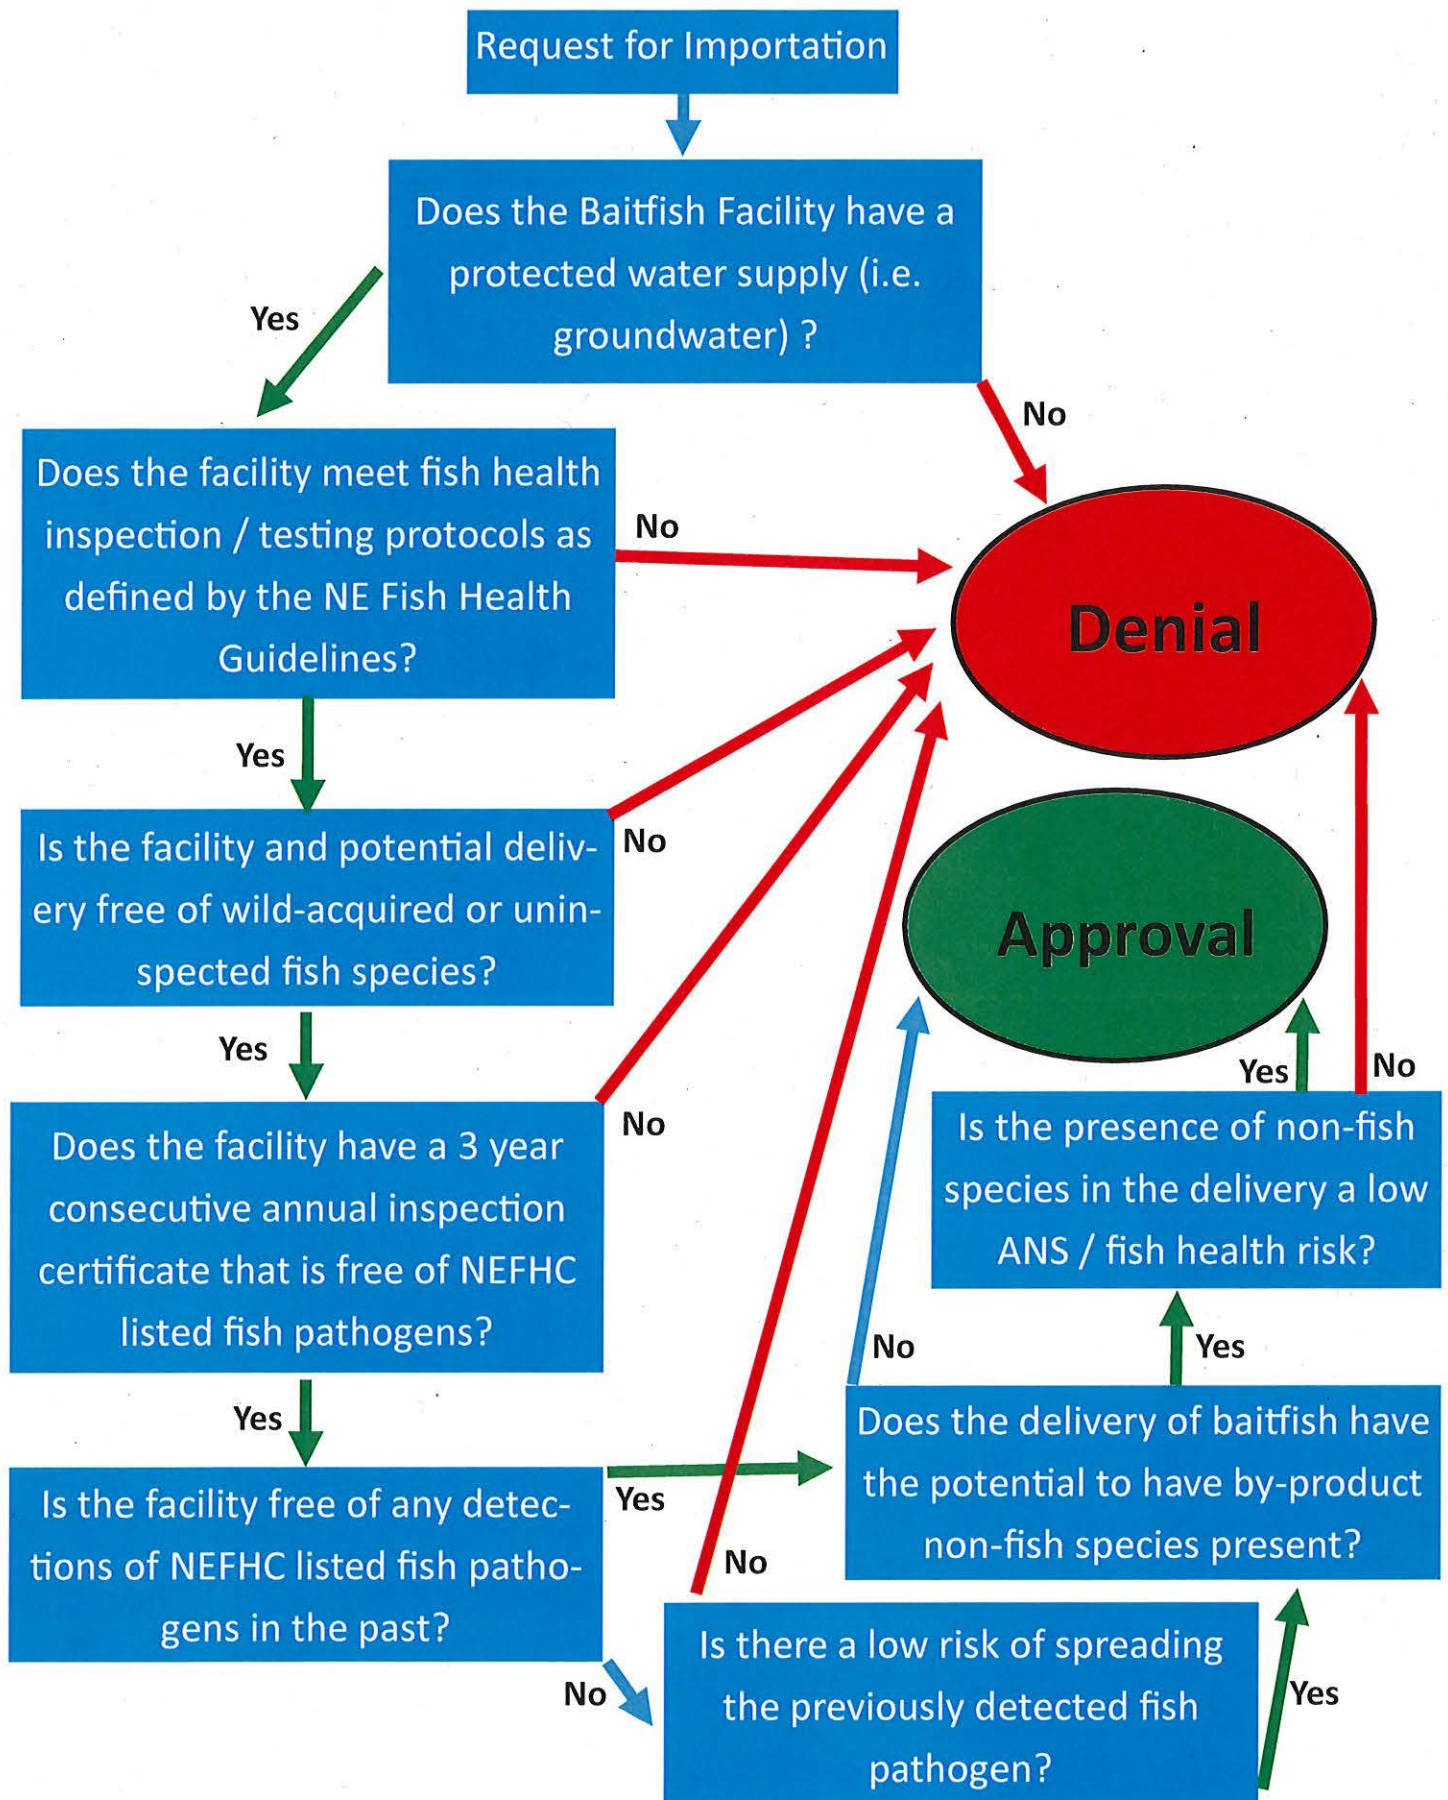 Request for Importation
Does the Baitfish Facility have a
protected water supply (i.e.
groundwater) ?
Yes
No
Does the facility meet fish health
inspection / testing protocols as
defined by the NE Fish Health
Guidelines?
No
Denial
Yes
Is the facility and potential deliv-
ery free of wild-acquired or unin-
spected fish species?
No
Approval
Yes
Does the facility have a 3 year
consecutive annual inspection
certificate that is free of NEFHC
listed fish pathogens?
No
Yes
No
Is the presence of non-fish
species in the delivery a low
ANS / fish health risk?
Yes
No
Yes
Is the facility free of any detec-
tions of NEFHC listed fish patho-
gens in the past?
Yes
Does the delivery of baitfish have
the potential to have by-product
non-fish species present?
No
No
Is there a low risk of spreading
the previously detected fish
pathogen?
Yes